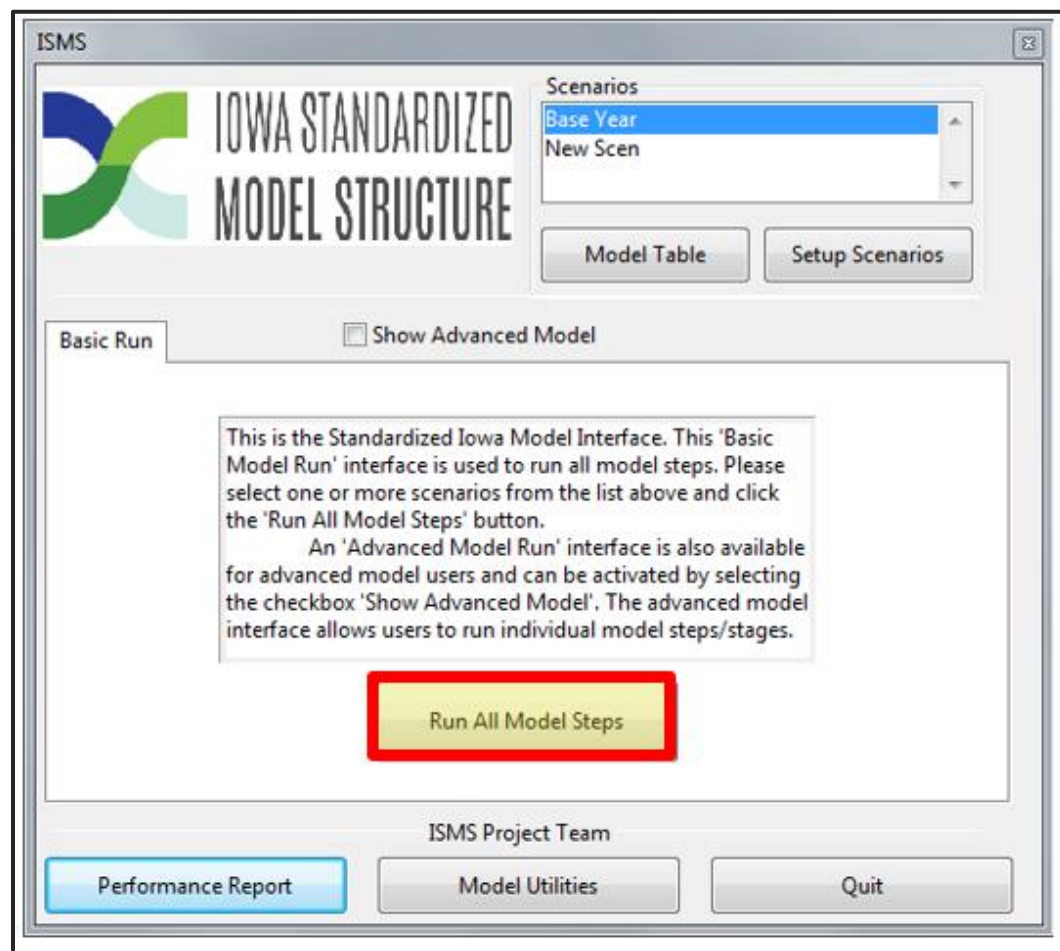 ISMS
IOWA STANDARDIZED
MODEL STRUCTURE
Scenarios
Base Year
New Scen
Model Table
Setup Scenarios
Basic Run
Show Advanced Model
This is the Standardized Iowa Model Interface. This 'Basic
Model Run' interface is used to run all model steps. Please
select one or more scenarios from the list above and click
the 'Run All Model Steps' button.
An 'Advanced Model Run' interface is also available
for advanced model users and can be activated by selecting
the checkbox 'Show Advanced Model'. The advanced model
interface allows users to run individual model steps/stages.
Run All Model Steps
ISMS Project Team
Performance Report
Model Utilities
Quit